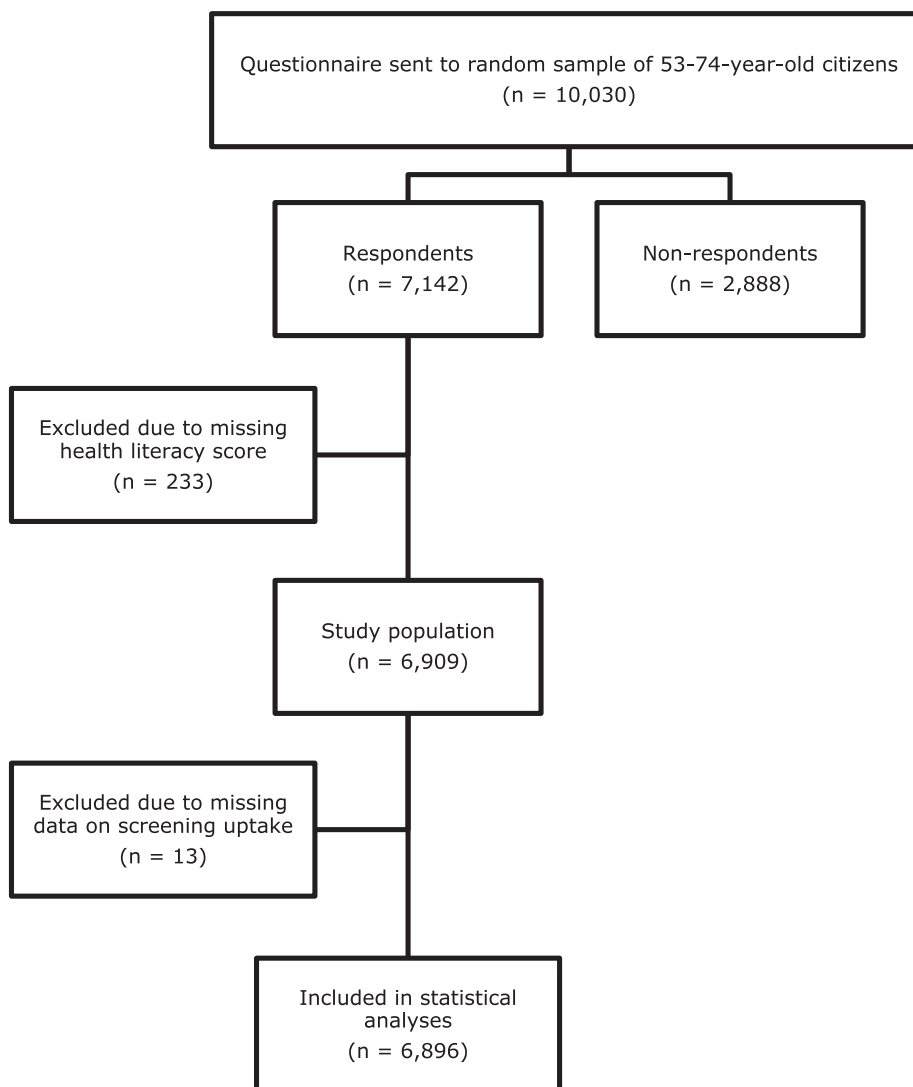 Questionnaire sent to random sample of 53-74-year-old citizens
(n = 10,030)
Respondents
(n = 7,142)
Non-respondents
(n = 2,888)
Excluded due to missing
health literacy score
(n = 233)
Study population
(n = 6,909)
Excluded due to missing
data on screening uptake
(n = 13)
Included in statistical
analyses
(n = 6,896)